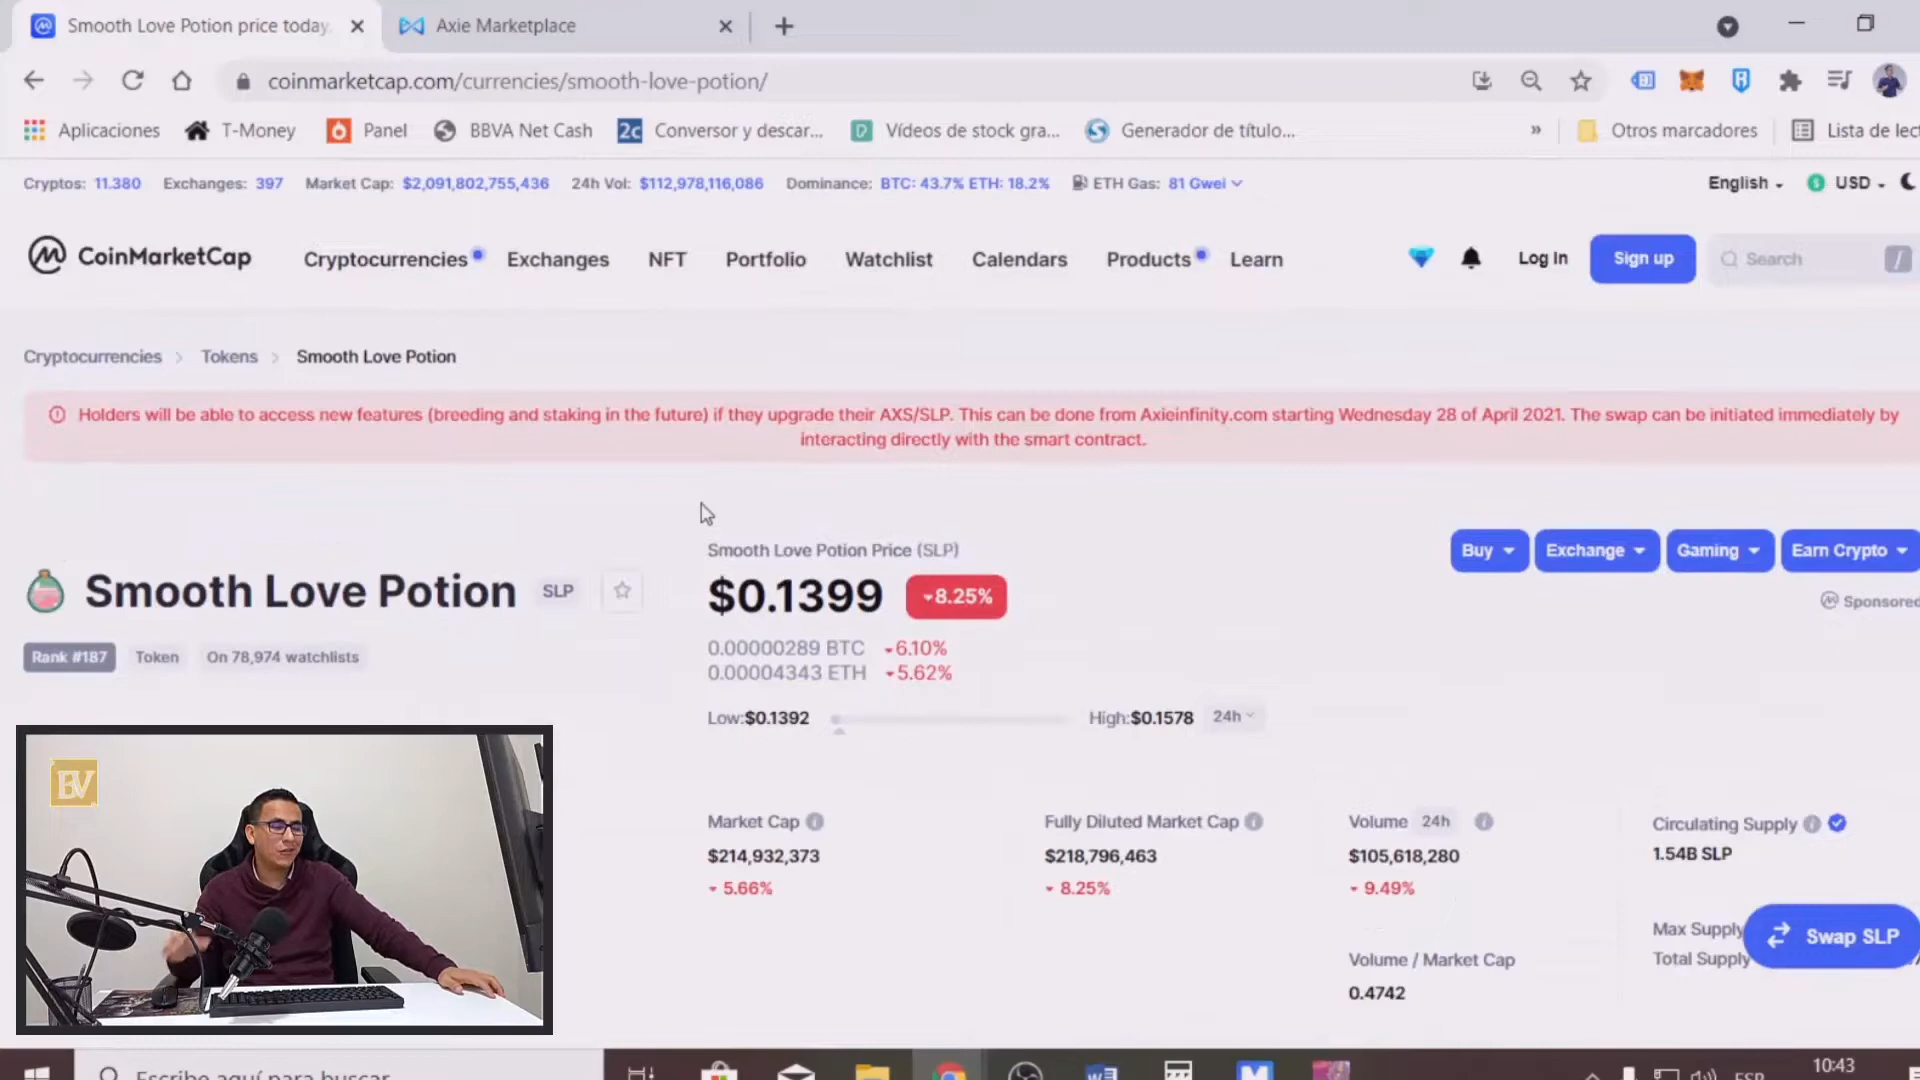 Smooth Love Potion price today,
Axie Marketplace
coinmarketcap.com/currencies/smooth-love-potion/
Aplicaciones T-Money Panel BBVA Net Cash 2c Conversor y descar... Vídeos de stock gra... Generador de título... » Otros marcadores Lista de lect
Cryptos: 11.380 Exchanges: 397 Market Cap: $2,091,802,755,436 24h Vol: $112,978,116,086 Dominance: BTC: 43.7% ETH: 18.2% ETH Gas: 81 Gwei English USD
CoinMarketCap Cryptocurrencies Exchanges NFT Portfolio Watchlist Calendars Products Learn Log In Sign up Search /
Cryptocurrencies > Tokens > Smooth Love Potion
Holders will be able to access new features (breeding and staking in the future) if they upgrade their AXS/SLP. This can be done from Axieinfinity.com starting Wednesday 28 of April 2021. The swap can be initiated immediately by
interacting directly with the smart contract.
Smooth Love Potion SLP
Rank #187 Token On 78,974 watchlists
Smooth Love Potion Price (SLP)
$0.1399 8.25%
0.00000289 BTC 6.10%
0.00004343 ETH 5.62%
Low:$0.1392 High:$0.1578 24h
Buy Exchange Gaming Earn Crypto
Sponsored
Market Cap
$214,932,373
5.66%
Fully Diluted Market Cap
$218,796,463
8.25%
Volume 24h
$105,618,280
9.49%
Volume / Market Cap
0.4742
Circulating Supply
1.54B SLP
Max Supply
Total Supply
Swap SLP
BV
Escribe aquí para buscar
ESP
10:43